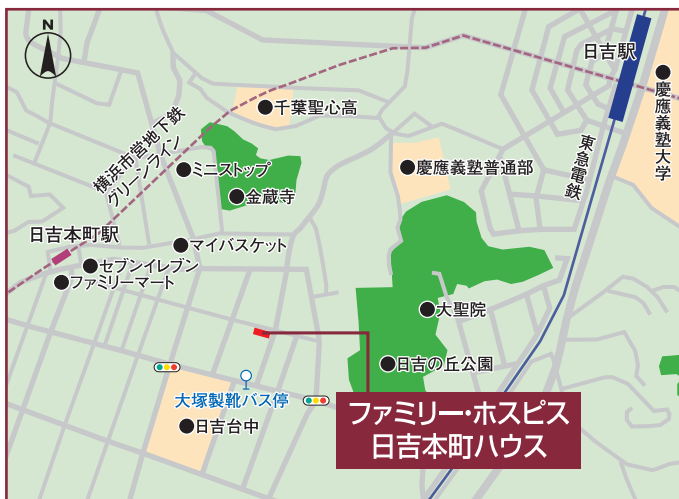 N
日吉駅
慶應義塾大学
千葉聖心高
横浜市営地下鉄
グリーンライン
東急電鉄
ミニストップ
慶應義塾普通部
金蔵寺
日吉本町駅
マイバスケット
セブンイレブン
ファミリーマート
大聖院
日吉の丘公園
大塚製靴バス停
日吉台中
ファミリー・ホスピス
日吉本町ハウス